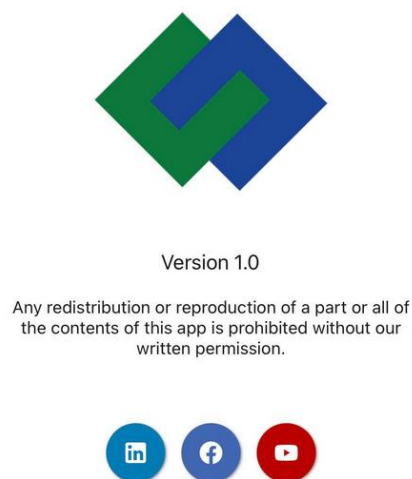 Version 1.0
Any redistribution or reproduction of a part or all of
the contents of this app is prohibited without our
written permission.
in
f